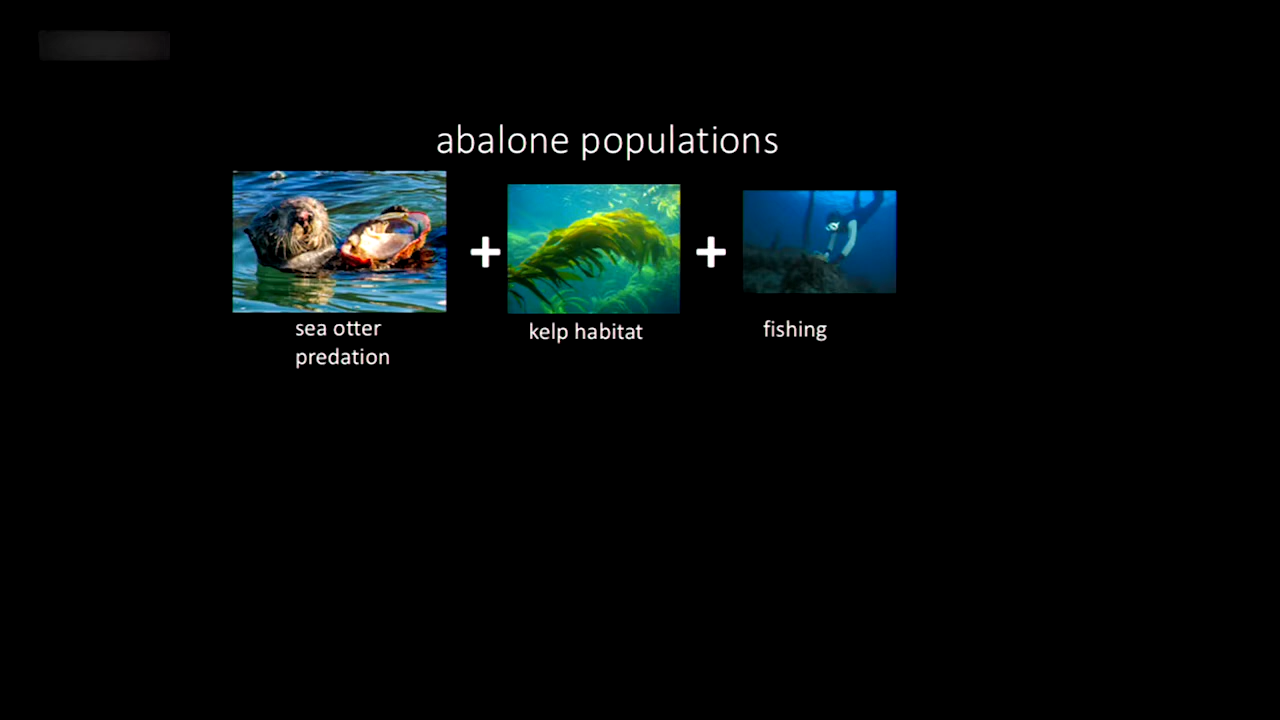 abalone populations
+
+
sea otter
predation
kelp habitat
fishing